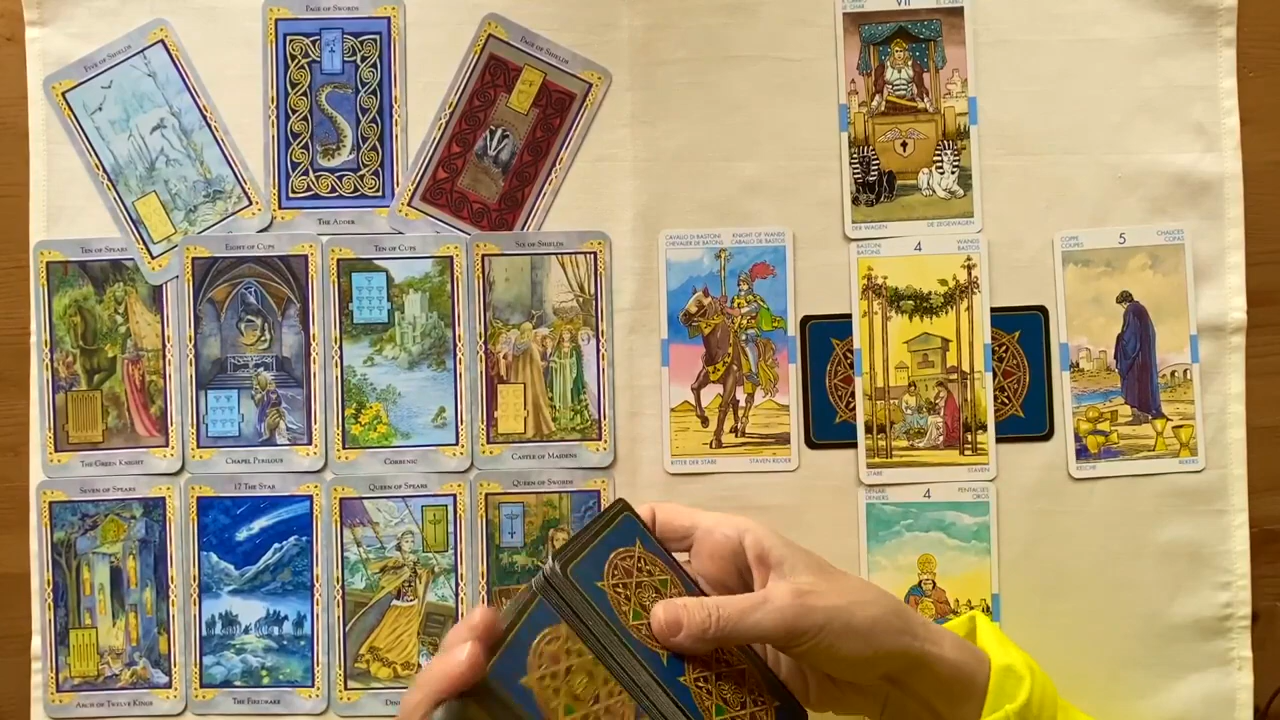 FIVE OF SHIELDS
PAGE OF SWORDS
THE ADDER
PAGE OF SHIELDS
TEN OF SPEARS
THE GREEN KNIGHT
EIGHT OF CUPS
CHAPEL PERILOUS
TEN OF CUPS
CORBENIC
SIX OF SHIELDS
CASTLE OF MAIDENS
SEVEN OF SPEARS
ARCH OF TWELVE KINGS
17 THE STAR
THE FIREDRAKE
QUEEN OF SPEARS
QUEEN OF SWORDS
VII
DER WAGEN
DE ZEGEWAGEN
CAVALLO DI BASTONI
KNIGHT OF WANDS
CHEVALIER DE BATONS
CABALLO DE BASTOS
RITTER DER STABE
STAVEN RIDDER
BASTONI
4
WANDS
BATONS
BASTOS
STABE
STAVEN
COPPE
5
CHALICES
COUPES
COPAS
KELCHE
BEKERS
DENARI
4
PENTACLES
DENIERS
OROS